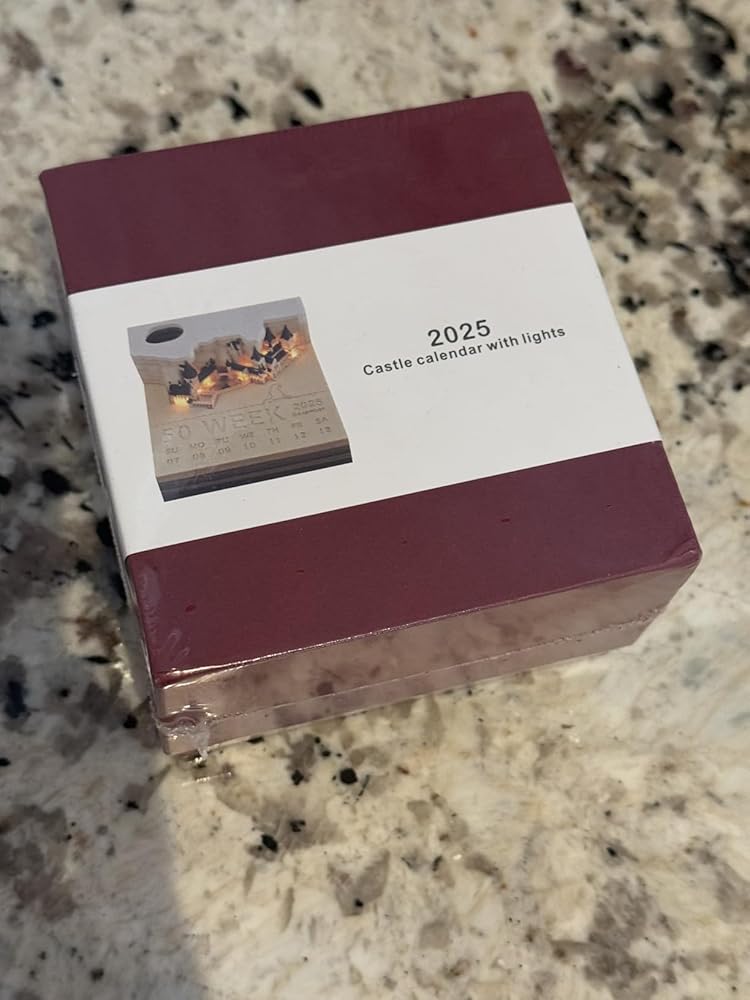 2025
Castle calendar with lights
50 WEEK 2025
SU MO TU WE TH FR SA
07 08 09 10 11 12 13